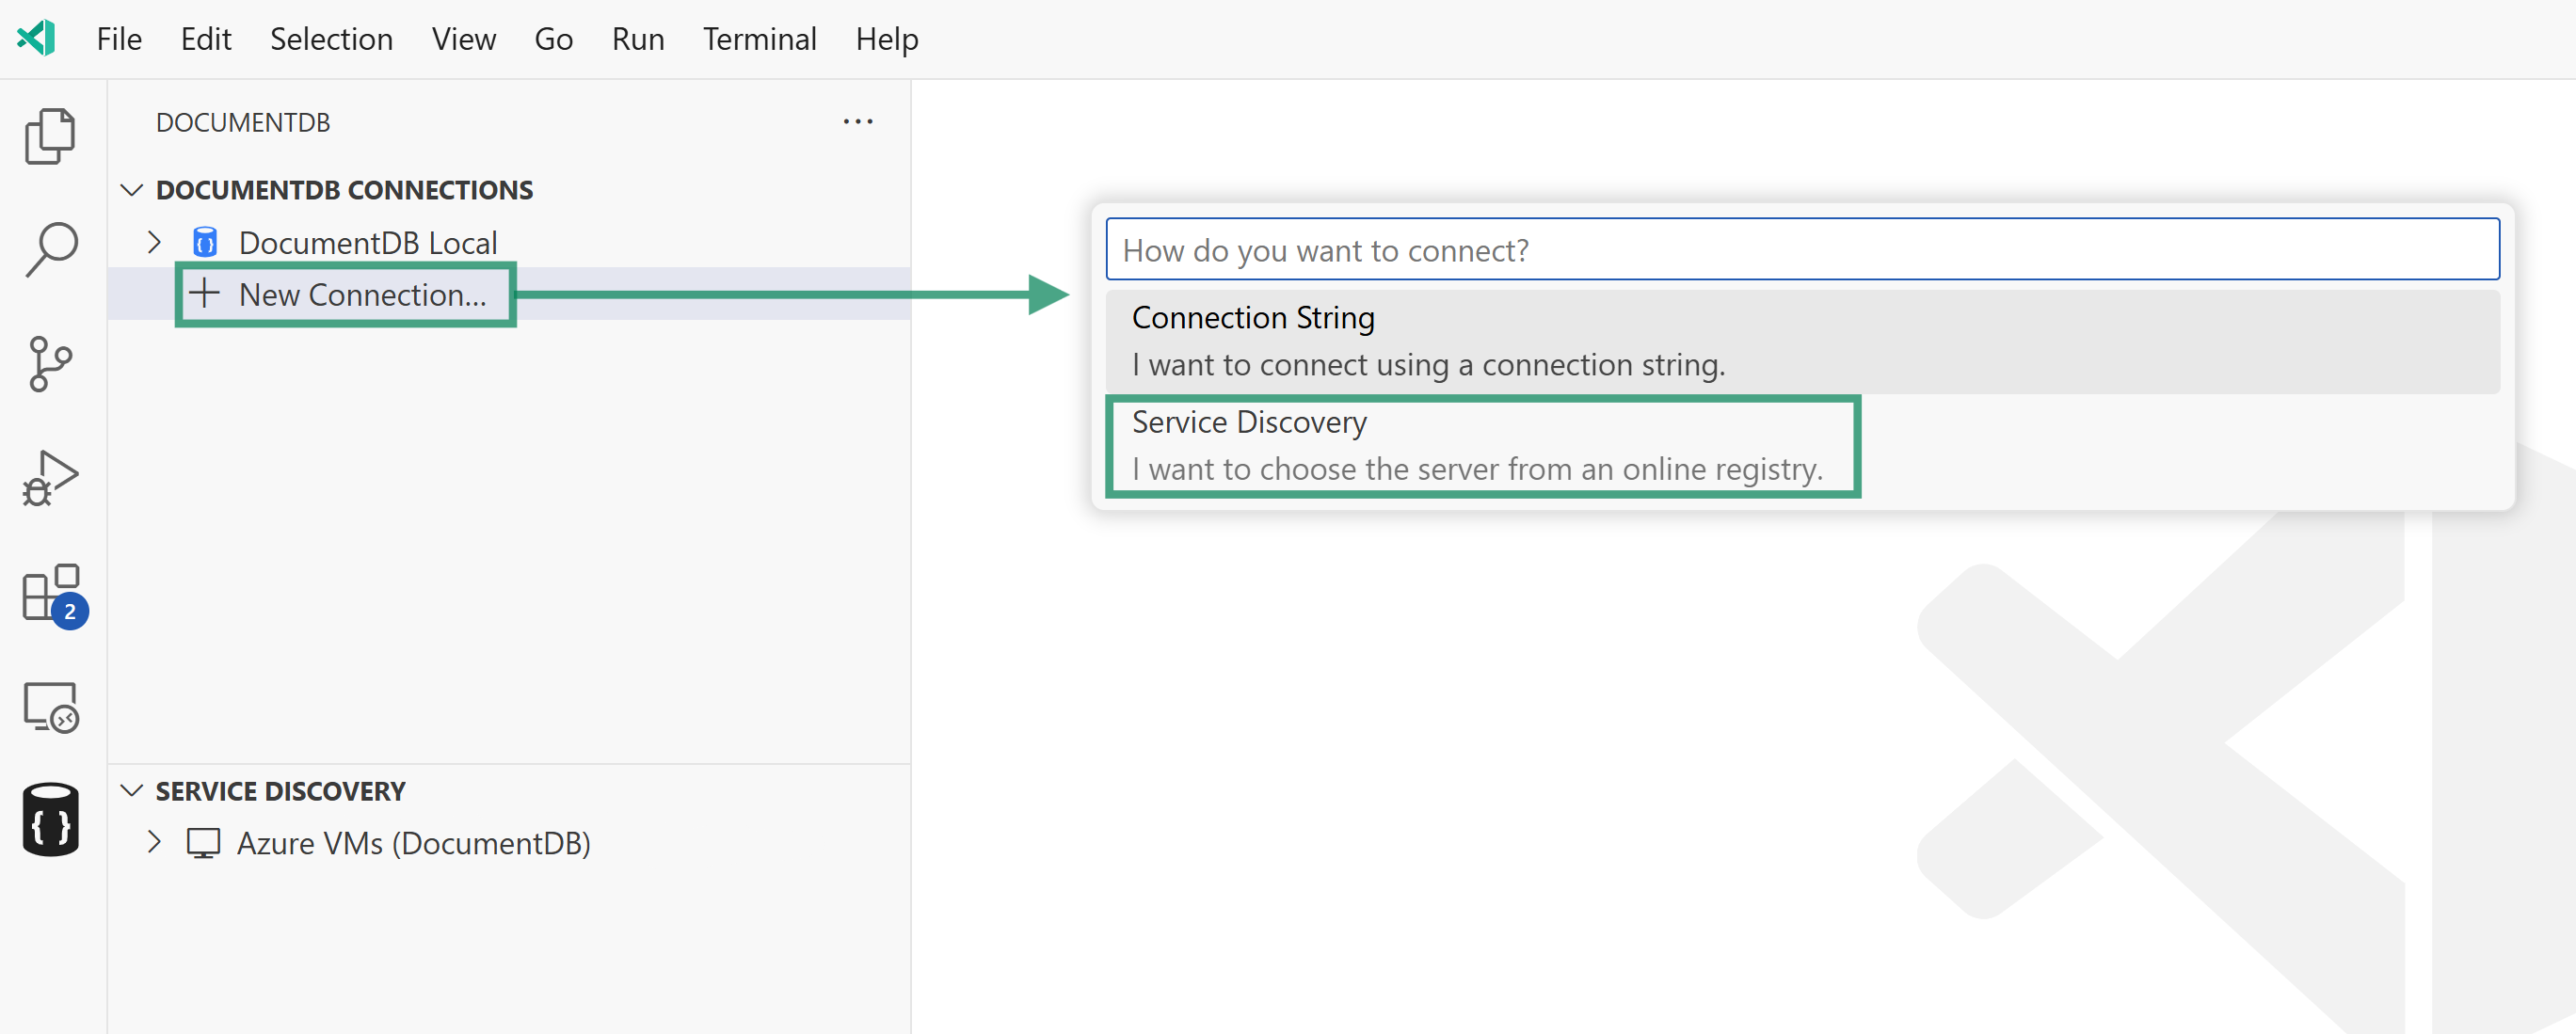 File Edit Selection View Go Run Terminal Help
DOCUMENTDB
DOCUMENTDB CONNECTIONS
{} DocumentDB Local
New Connection...
How do you want to connect?
Connection String
I want to connect using a connection string.
Service Discovery
I want to choose the server from an online registry.
2
SERVICE DISCOVERY
{ } Azure VMs (DocumentDB)